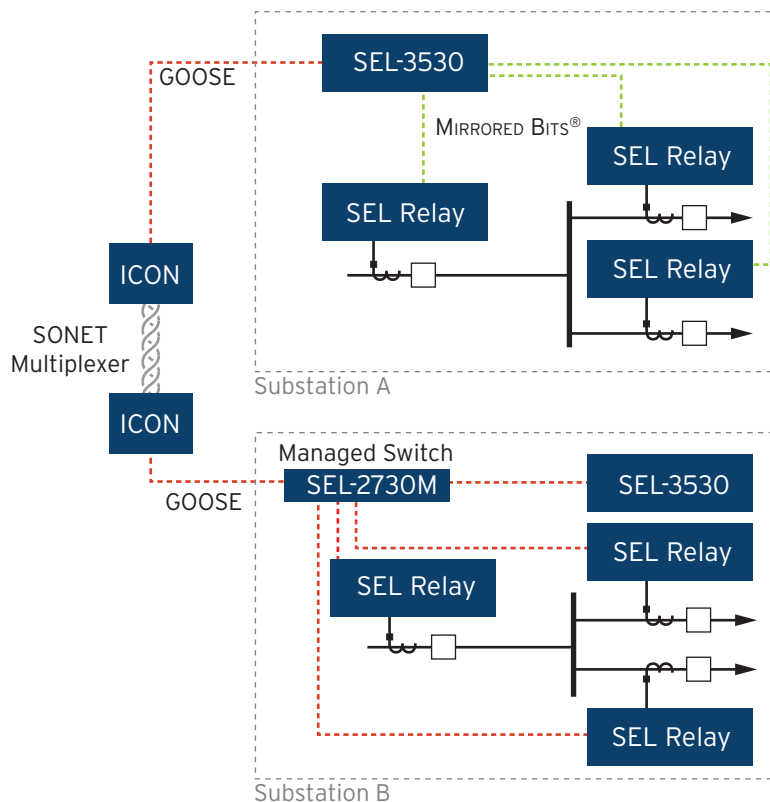 SEL-3530
GOOSE
MIRRORED BITS®
SEL Relay
SEL Relay
SEL Relay
ICON
SONET
Multiplexer
ICON
Substation A
Managed Switch
SEL-2730M
SEL-3530
GOOSE
SEL Relay
SEL Relay
SEL Relay
Substation B